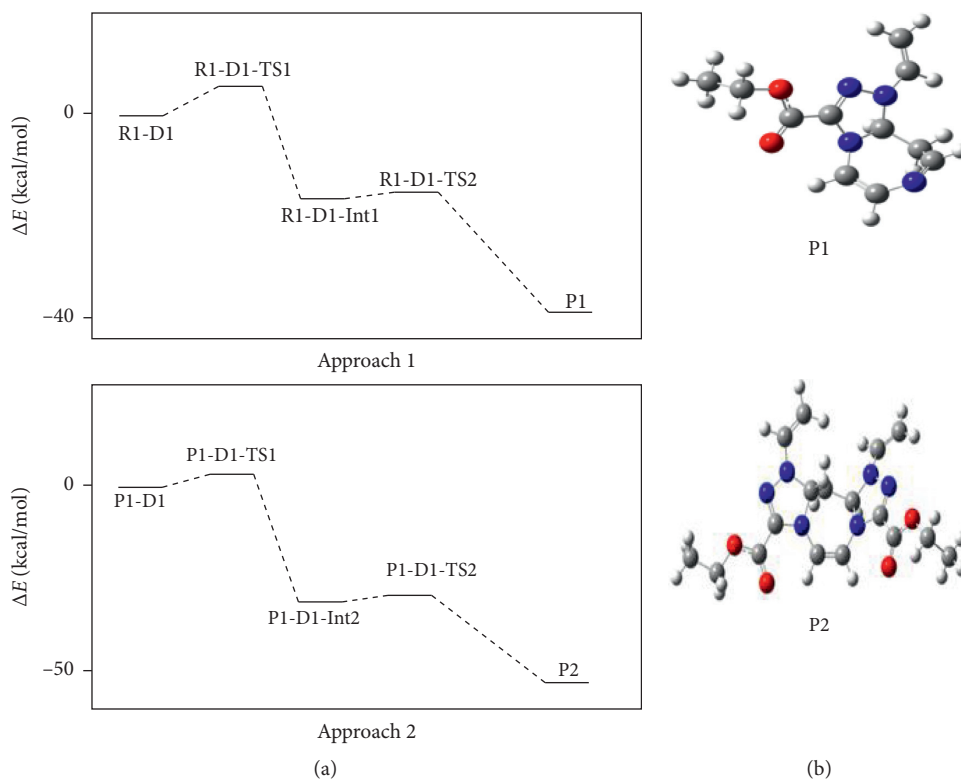 0
−40
ΔE (kcal/mol)
R1-D1
R1-D1-TS1
R1-D1-Int1
R1-D1-TS2
P1
Approach 1
P1
0
−50
ΔE (kcal/mol)
P1-D1
P1-D1-TS1
P1-D1-Int2
P1-D1-TS2
P2
Approach 2
P2
(a)
(b)